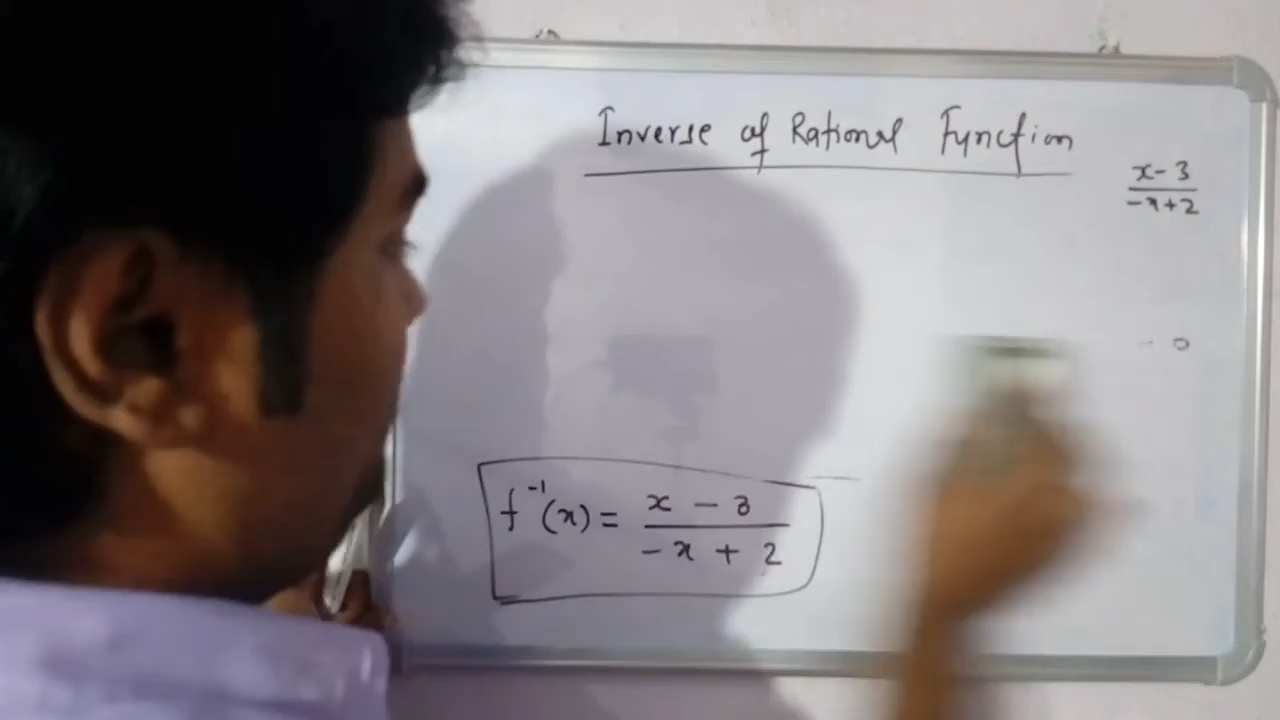 Inverse of Rational Function
x - 3
-x + 2
f⁻¹(x) = x - 3
-x + 2